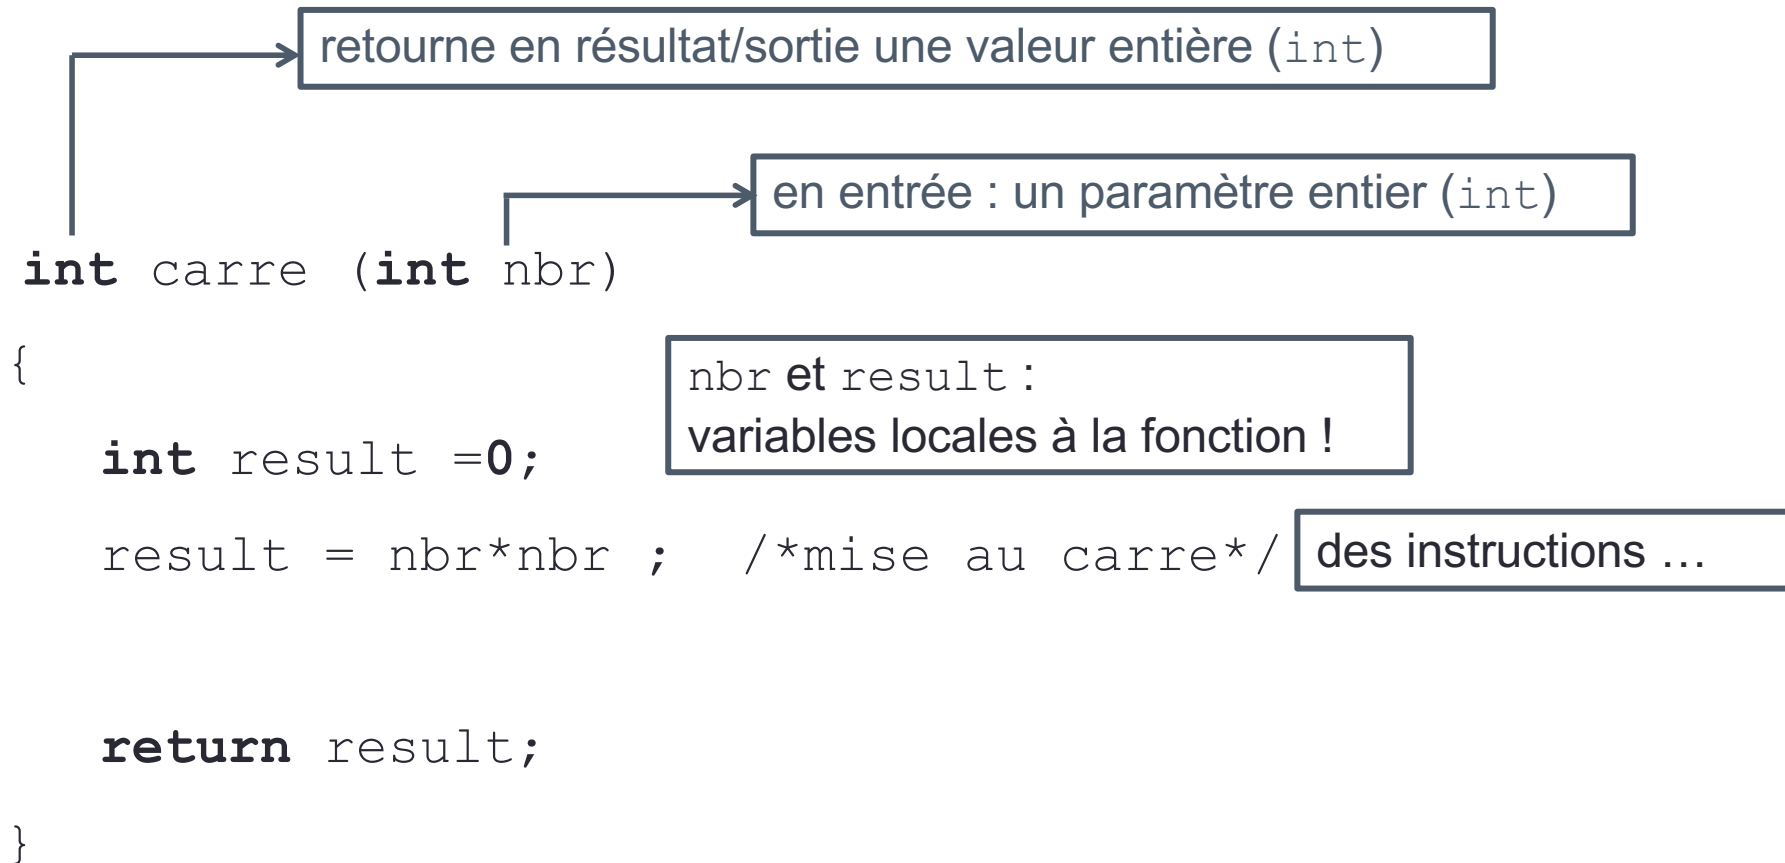 retourne en résultat/sortie une valeur entière (int)
en entrée : un paramètre entier (int)
int carre (int nbr)
{
nbr et result :
variables locales à la fonction !
int result =0;
result = nbr*nbr ; /*mise au carre*/
des instructions …
return result;
}